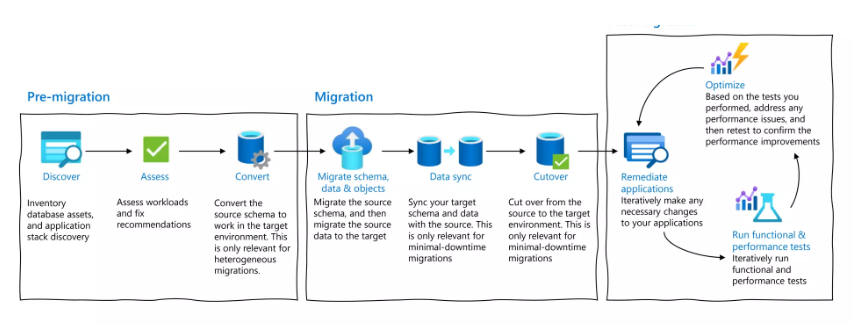 Pre-migration
Discover
Inventory
database assets,
and application
stack discovery
Assess
Assess workloads
and fix
recommendations
Convert
Convert the
source schema to
work in the target
environment. This
is only relevant for
heterogeneous
migrations.
Migration
Migrate schema,
data & objects
Migrate the source
schema, and then
migrate the source
data to the target
Data sync
Sync your target
schema and data
with the source. This
is only relevant for
minimal-downtime
migrations
Cutover
Cut over from the
source to the target
environment. This is
only relevant for
minimal-downtime
migrations
Remediate
applications
Iteratively make any
necessary changes
to your applications
Optimize
Based on the tests you
performed, address any
performance issues, and
then retest to confirm the
performance improvements
Run functional &
performance tests
Iteratively run
functional and
performance tests